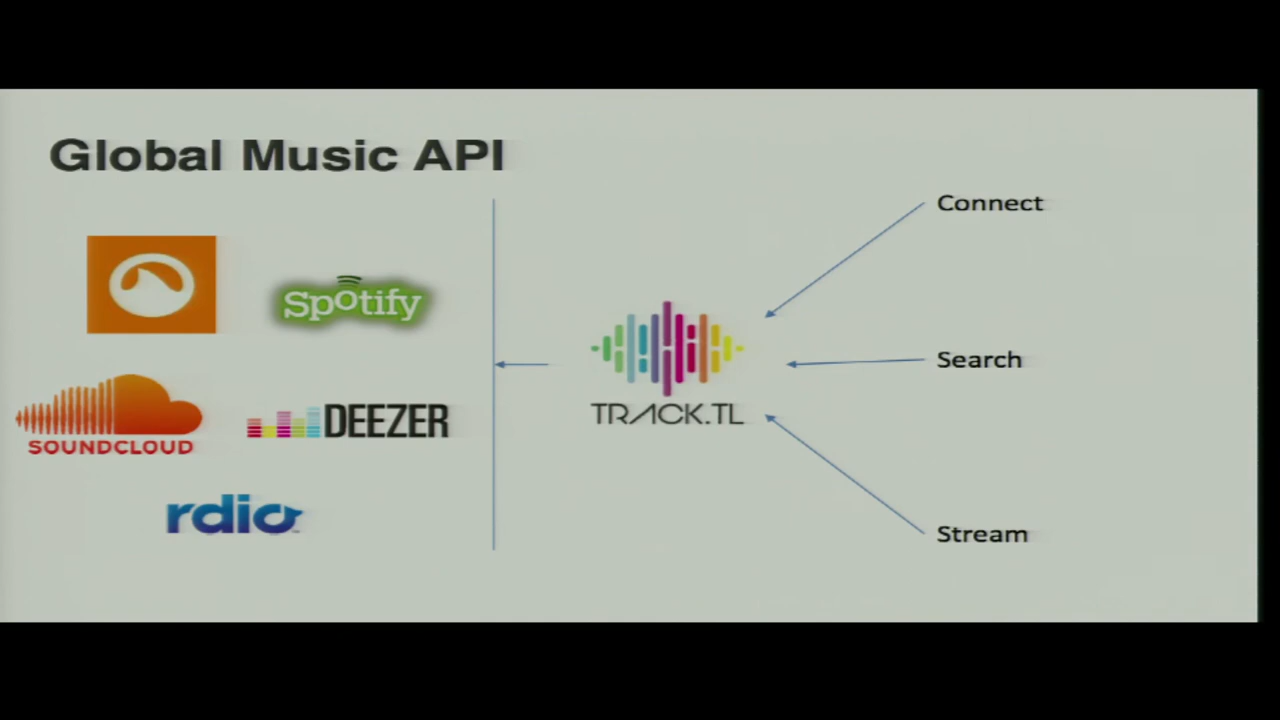 Global Music API
Spotify
SOUNDCLOUD
DEEZER
rdio
TRACK.TL
Connect
Search
Stream